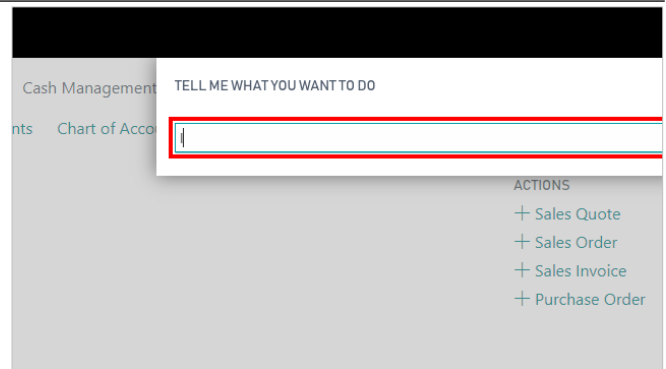 Cash Management
TELL ME WHAT YOU WANT TO DO
nts Chart of Acco
ACTIONS
+ Sales Quote
+ Sales Order
+ Sales Invoice
+ Purchase Order